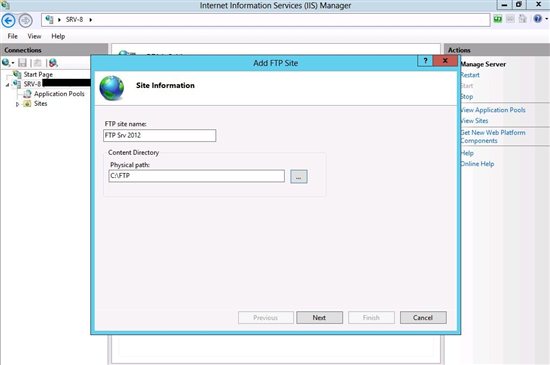 Internet Information Services (IIS) Manager
SRV-8
File View Help
Connections
Start Page
SRV-8
Application Pools
Sites
Add FTP Site
?
Site Information
FTP site name:
FTP Srv 2012
Content Directory
Physical path:
C:\FTP
...
Previous
Next
Finish
Cancel
Actions
Manage Server
Restart
Start
Stop
View Application Pools
View Sites
Get New Web Platform
Components
Help
Online Help